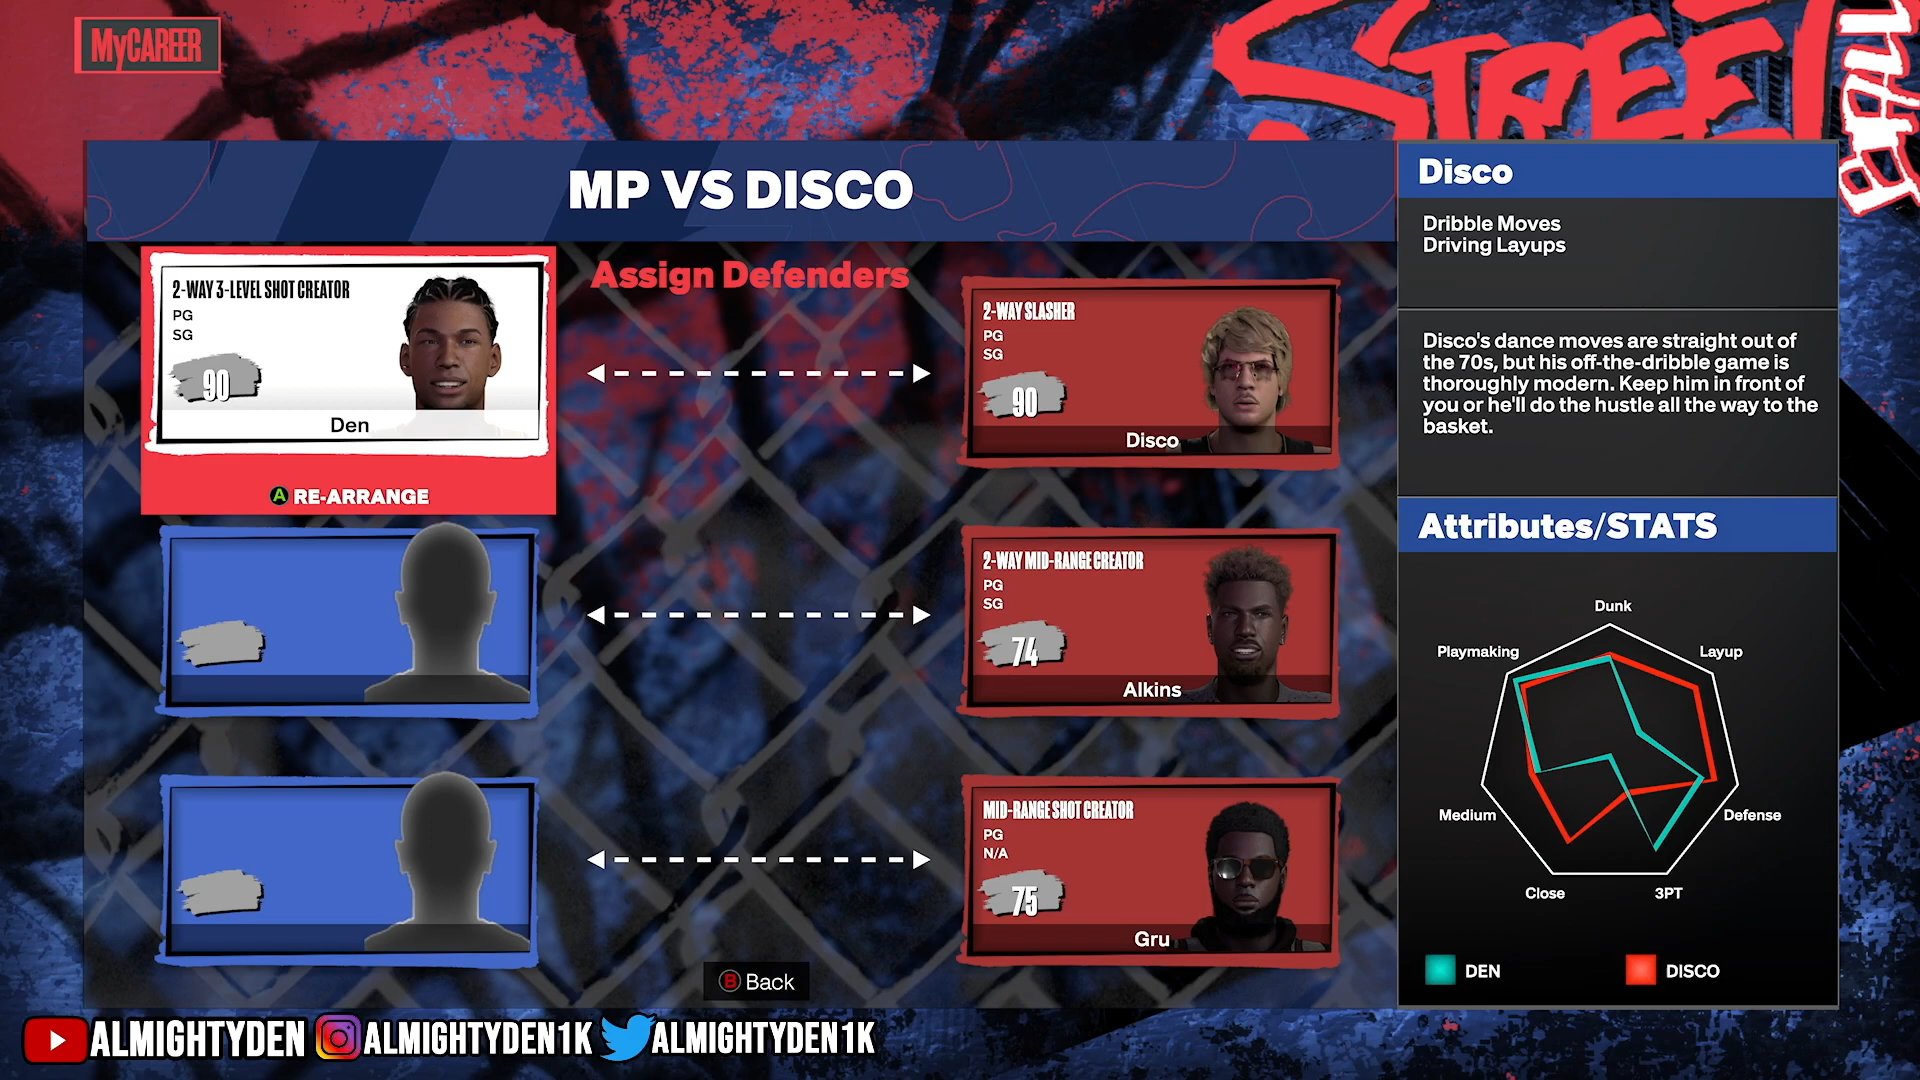 MyCAREER
STREET
MP VS DISCO
Assign Defenders
2-WAY 3-LEVEL SHOT CREATOR
PG
SG
90
Den
A RE-ARRANGE
2-WAY SLASHER
PG
SG
90
Disco
2-WAY MID-RANGE CREATOR
PG
SG
74
Alkins
MID-RANGE SHOT CREATOR
PG
N/A
75
Gru
B Back
Disco
Dribble Moves
Driving Layups
Disco's dance moves are straight out of
the 70s, but his off-the-dribble game is
thoroughly modern. Keep him in front of
you or he'll do the hustle all the way to the
basket.
Attributes/STATS
Dunk
Playmaking
Layup
Medium
Defense
Close
3PT
DEN
DISCO
ALMIGHTYDEN
ALMIGHTYDEN1K
ALMIGHTYDEN1K